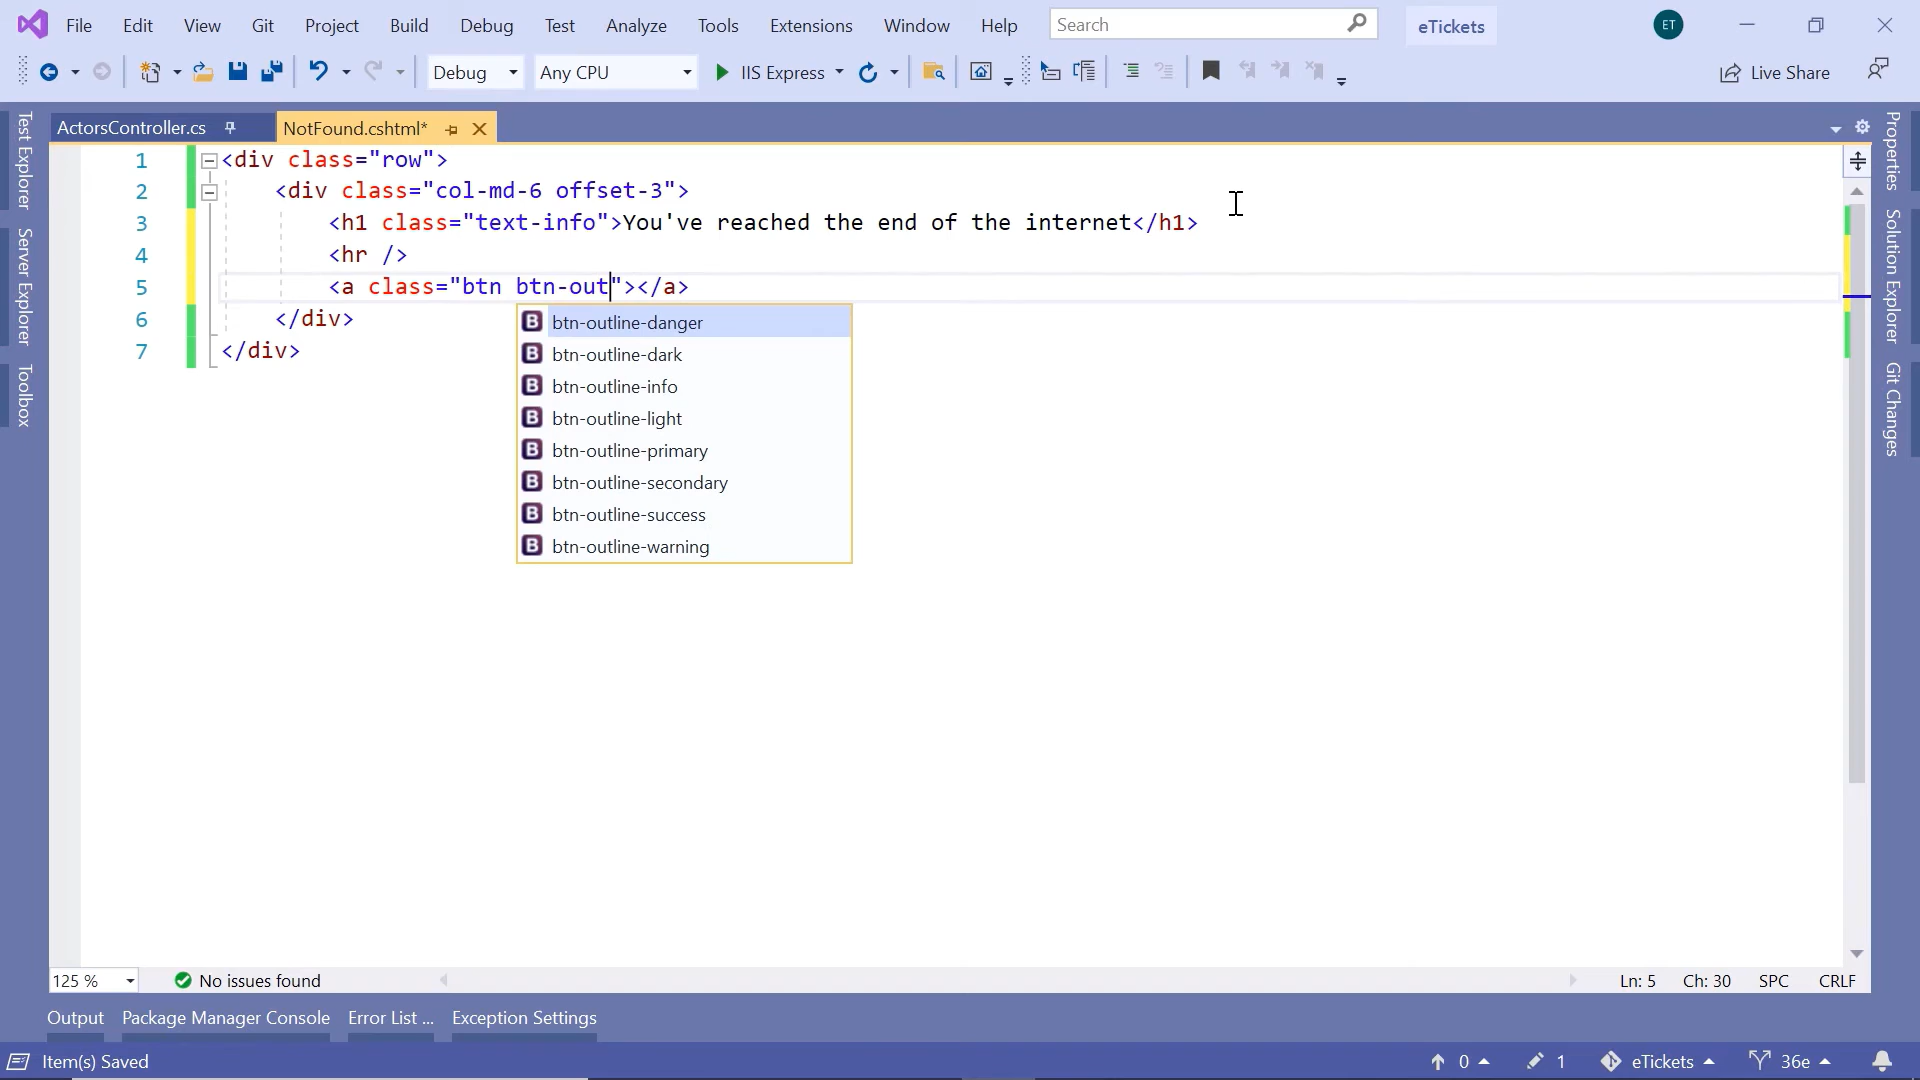 File Edit View Git Project Build Debug Test Analyze Tools Extensions Window Help Search eTickets ET
Debug Any CPU IIS Express Live Share
ActorsController.cs NotFound.cshtml*
Test Explorer
Server Explorer
Toolbox
1 <div class="row">
2 <div class="col-md-6 offset-3">
3 <h1 class="text-info">You've reached the end of the internet</h1>
4 <hr />
5 <a class="btn btn-out"></a>
6 </div>
7 </div>
btn-outline-danger
btn-outline-dark
btn-outline-info
btn-outline-light
btn-outline-primary
btn-outline-secondary
btn-outline-success
btn-outline-warning
Properties
Solution Explorer
Git Changes
125 % No issues found Ln: 5 Ch: 30 SPC CRLF
Output Package Manager Console Error List ... Exception Settings
Item(s) Saved 0 1 eTickets 36e